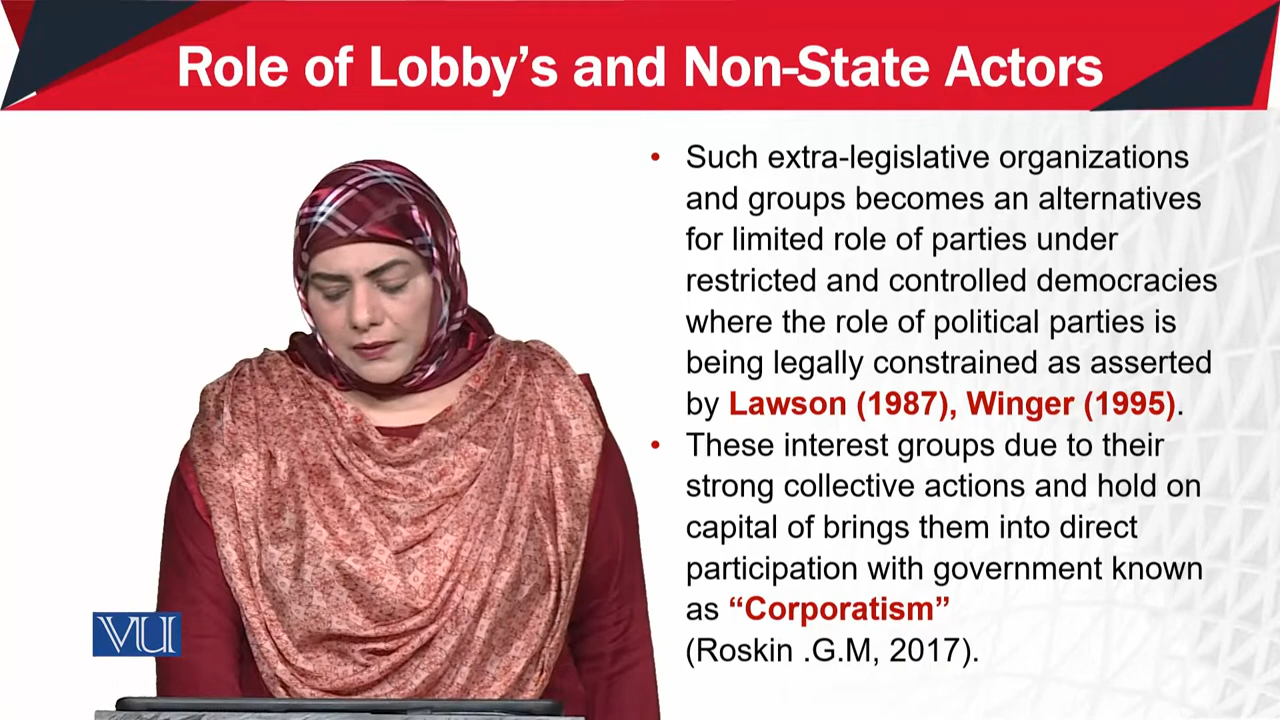 Role of Lobby's and Non-State Actors
• Such extra-legislative organizations
and groups becomes an alternatives
for limited role of parties under
restricted and controlled democracies
where the role of political parties is
being legally constrained as asserted
by Lawson (1987), Winger (1995).
• These interest groups due to their
strong collective actions and hold on
capital of brings them into direct
participation with government known
as “Corporatism”
(Roskin .G.M, 2017).
VU